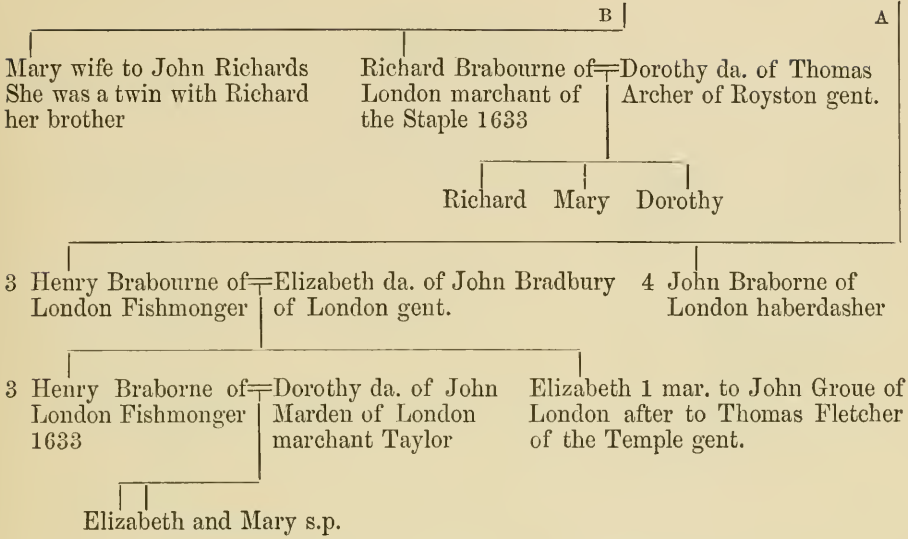 B A
Mary wife to John Richards
She was a twin with Richard
her brother
Richard Brabourne of
London marchant of
the Staple 1633
Dorothy da. of Thomas
Archer of Royston gent.
Richard Mary Dorothy
3 Henry Brabourne of
London Fishmonger
Elizabeth da. of John Bradbury
of London gent.
4 John Braborne of
London haberdasher
3 Henry Braborne of
London Fishmonger
1633
Dorothy da. of John
Marden of London
marchant Taylor
Elizabeth 1 mar. to John Groue of
London after to Thomas Fletcher
of the Temple gent.
Elizabeth and Mary s.p.